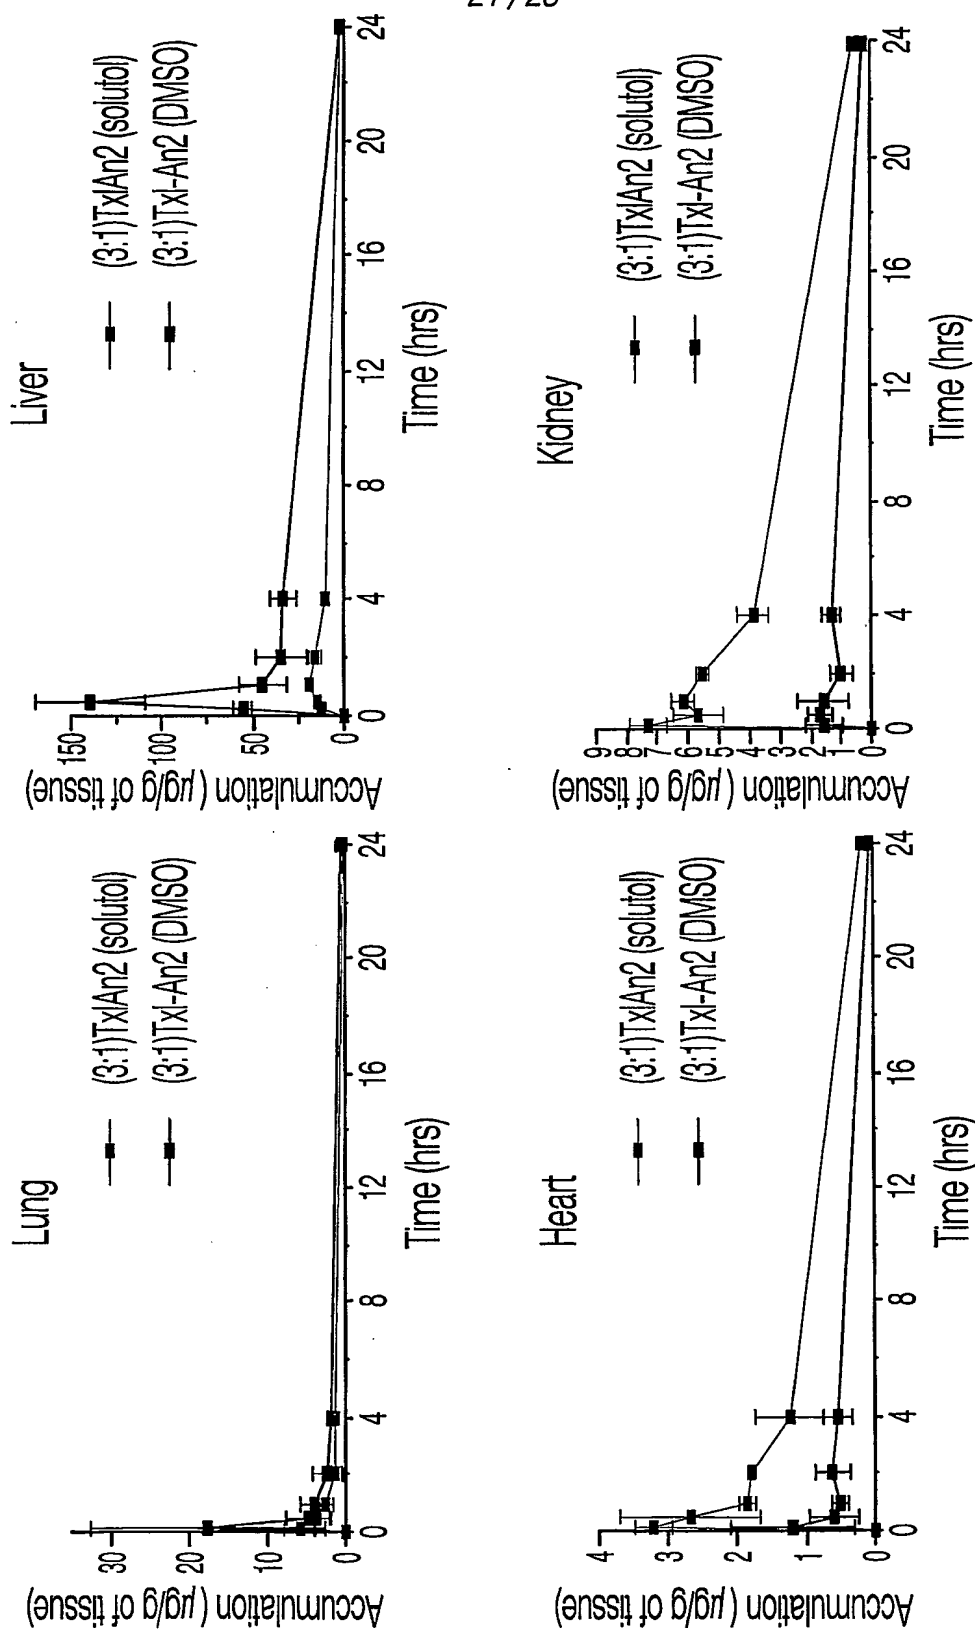 27/28
Lung
Accumulation ( µg/g of tissue)
30
20
10
0
(3:1)TxlAn2 (solutol)
(3:1)Txl-An2 (DMSO)
0 4 8 12 16 20 24
Time (hrs)
Liver
Accumulation ( µg/g of tissue)
150
100
50
0
(3:1)TxlAn2 (solutol)
(3:1)Txl-An2 (DMSO)
0 4 8 12 16 20 24
Time (hrs)
Heart
Accumulation ( µg/g of tissue)
4
3
2
1
0
(3:1)TxlAn2 (solutol)
(3:1)Txl-An2 (DMSO)
0 4 8 12 16 20 24
Time (hrs)
Kidney
Accumulation ( µg/g of tissue)
9
8
7
6
5
4
3
2
1
0
(3:1)TxlAn2 (solutol)
(3:1)Txl-An2 (DMSO)
0 4 8 12 16 20 24
Time (hrs)